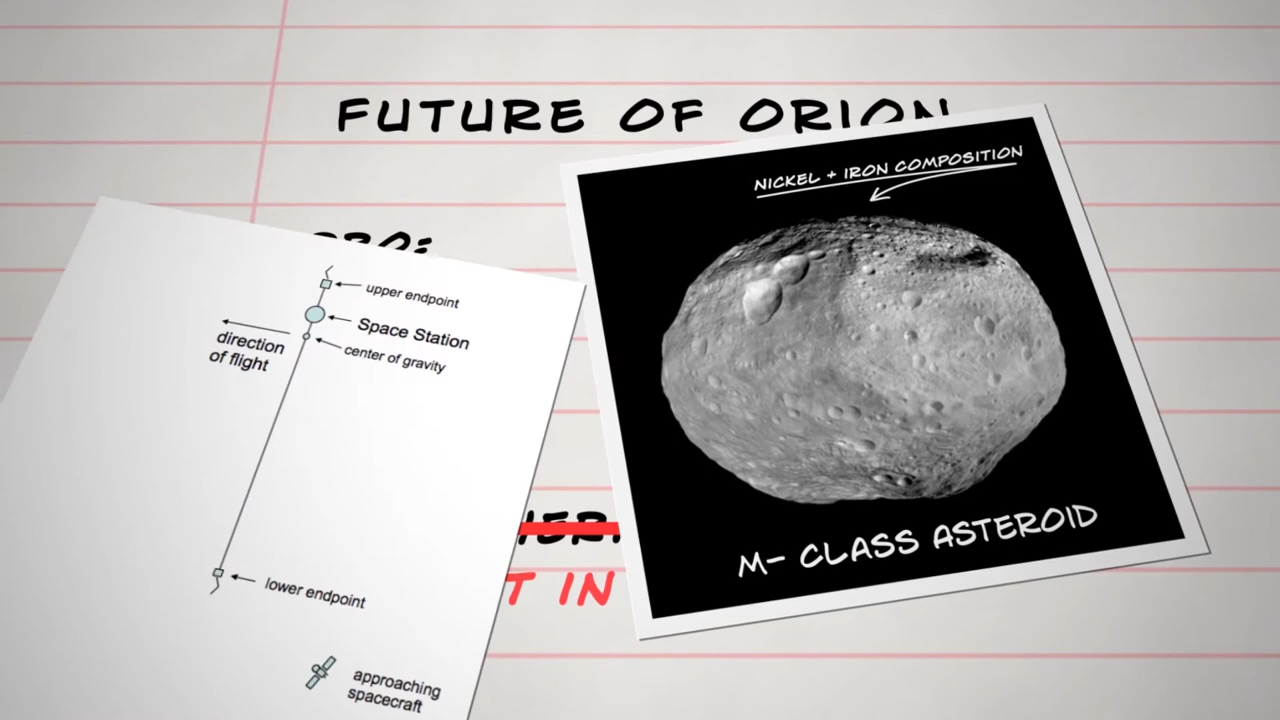 FUTURE OF ORION
NICKEL + IRON COMPOSITION
upper endpoint
Space Station
direction
of flight
center of gravity
T IN
M- CLASS ASTEROID
lower endpoint
approaching
spacecraft